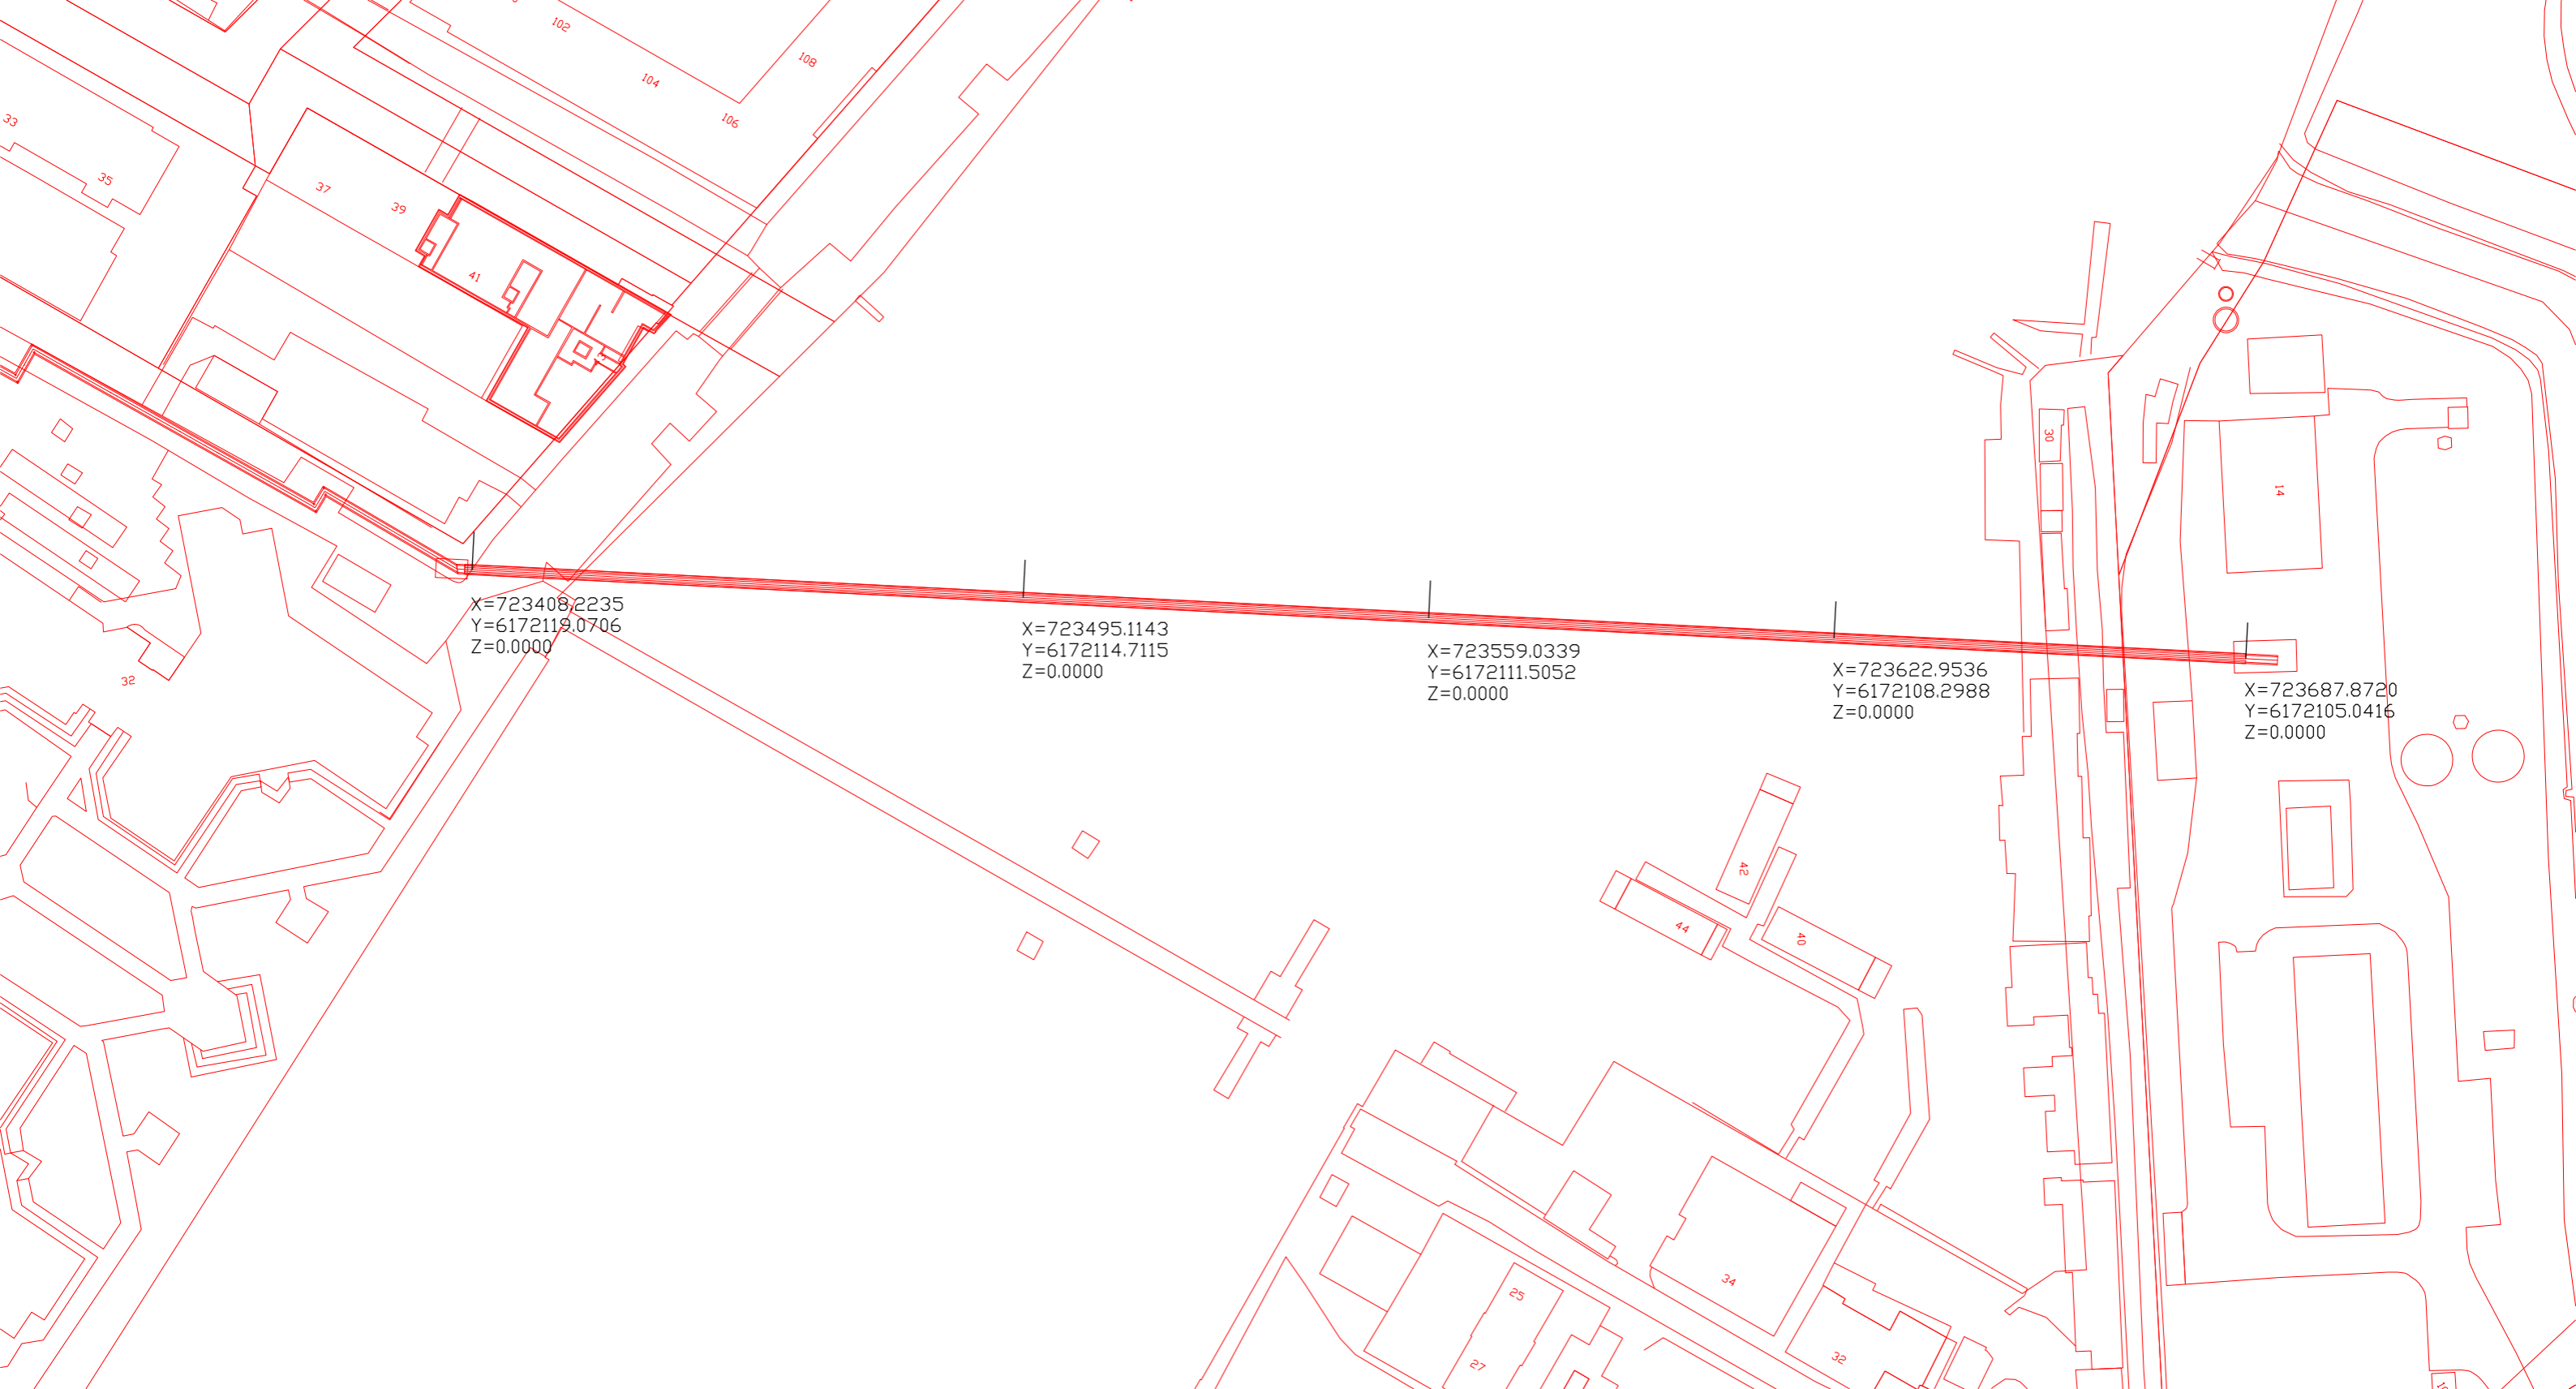 102
108
104
106
33
35
37
39
41
30
14
X=723408.2235
Y=6172119.0706
Z=0.0000
X=723495.1143
Y=6172114.7115
Z=0.0000
X=723559.0339
Y=6172111.5052
Z=0.0000
X=723622.9536
Y=6172108.2988
Z=0.0000
X=723687.8720
Y=6172105.0416
Z=0.0000
32
42
44
40
34
25
27
32